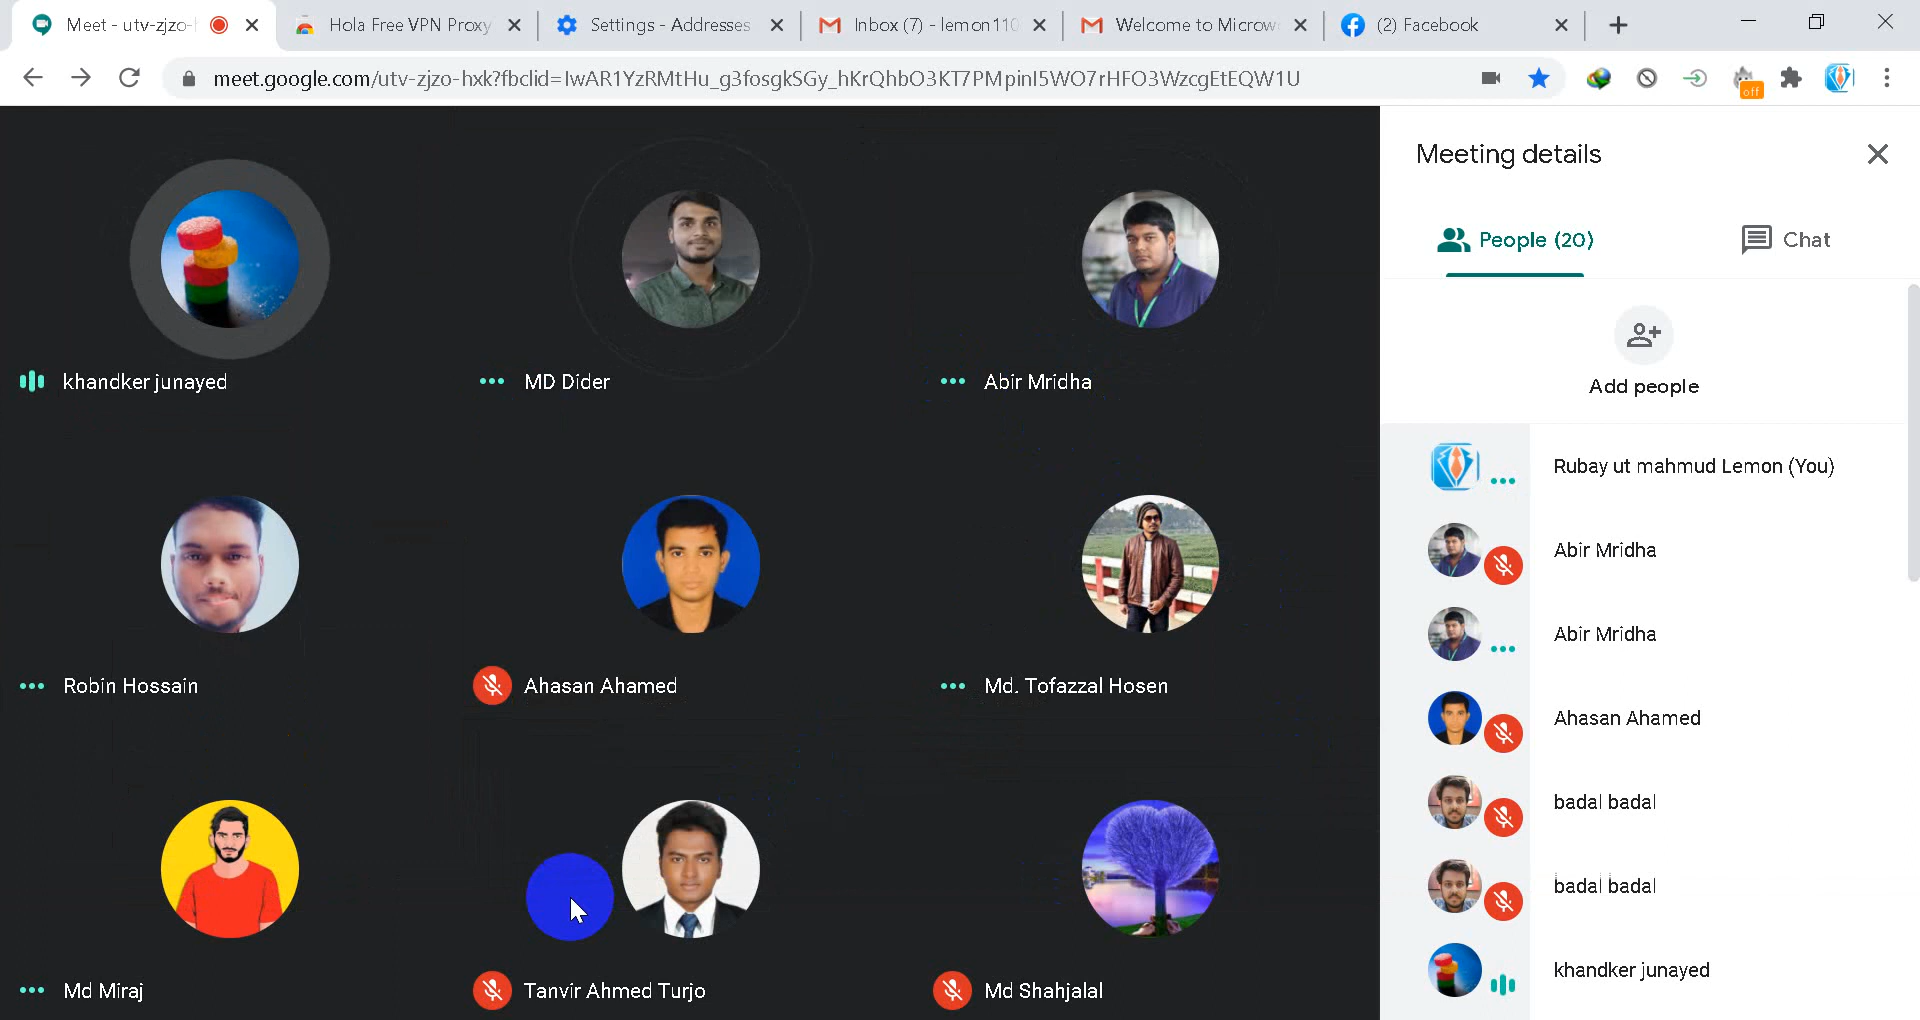 Meet - utv-zjzo-
Hola Free VPN Proxy
Settings - Addresses
Inbox (7) - lemon110
Welcome to Microw
(2) Facebook
meet.google.com/utv-zjzo-hxk?fbclid=IwAR1YzRMtHu_g3fosgkSGy_hKrQhbO3KT7PMpinI5WO7rHFO3WzcgEtEQW1U
off
khandker junayed
MD Dider
Abir Mridha
Robin Hossain
Ahasan Ahamed
Md. Tofazzal Hosen
Md Miraj
Tanvir Ahmed Turjo
Md Shahjalal
Meeting details
People (20)
Chat
Add people
Rubay ut mahmud Lemon (You)
Abir Mridha
Abir Mridha
Ahasan Ahamed
badal badal
badal badal
khandker junayed